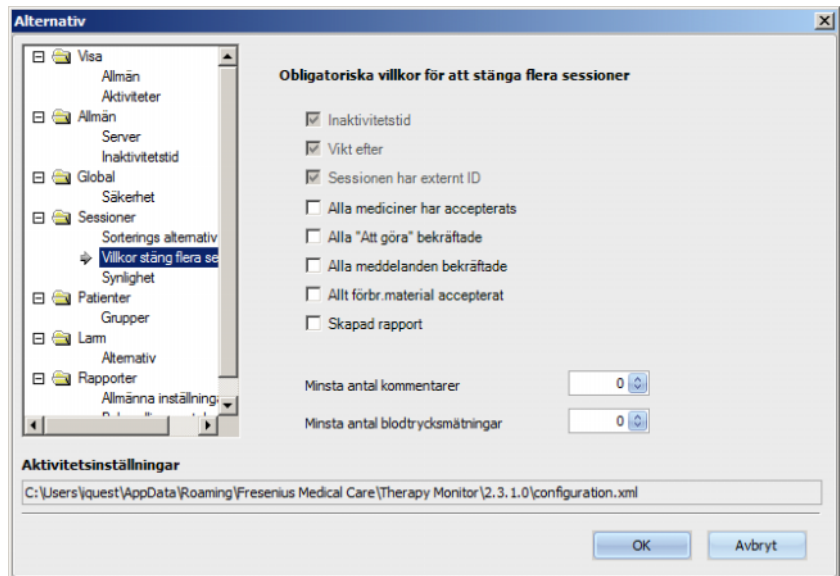 Alternativ
Visa
Allmän
Aktiviteter
Allmän
Server
Inaktivitetstid
Global
Säkerhet
Sessioner
Sorterings alternativ
Villkor stäng flera se
Synlighet
Patienter
Grupper
Larm
Alternativ
Rapporter
Allmänna inställning
Obligatoriska villkor för att stänga flera sessioner
Inaktivitetstid
Vikt efter
Sessionen har externt ID
Alla mediciner har accepterats
Alla "Att göra" bekräftade
Alla meddelanden bekräftade
Allt förbr.material accepterat
Skapad rapport
Minsta antal kommentarer 0
Minsta antal blodtrycksmätningar 0
Aktivitetsinställningar
C:\Users\iquest\AppData\Roaming\Fresenius Medical Care\Therapy Monitor\2.3.1.0\configuration.xml
OK Avbryt